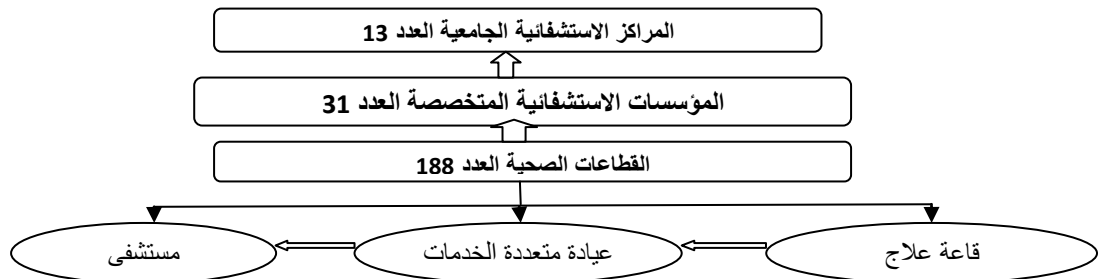 المراكز الاستشفائية الجامعية العدد 13
المؤسسات الاستشفائية المتخصصة العدد 31
القطاعات الصحية العدد 188
قاعة علاج
عيادة متعددة الخدمات
مستشفى